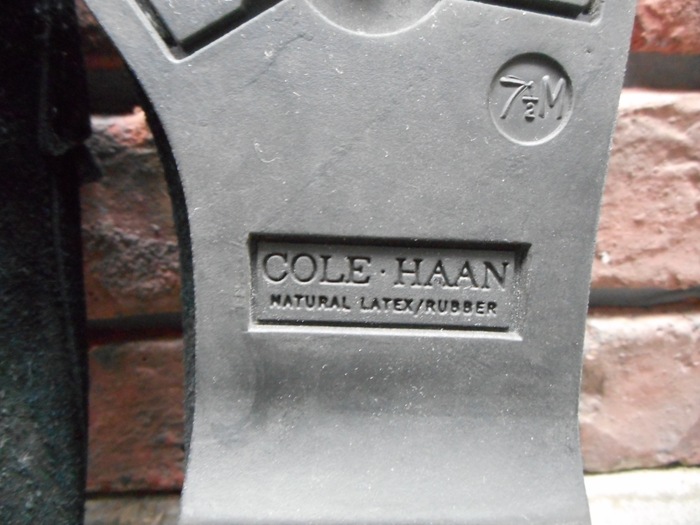 7½M
COLE · HAAN
NATURAL LATEX/RUBBER